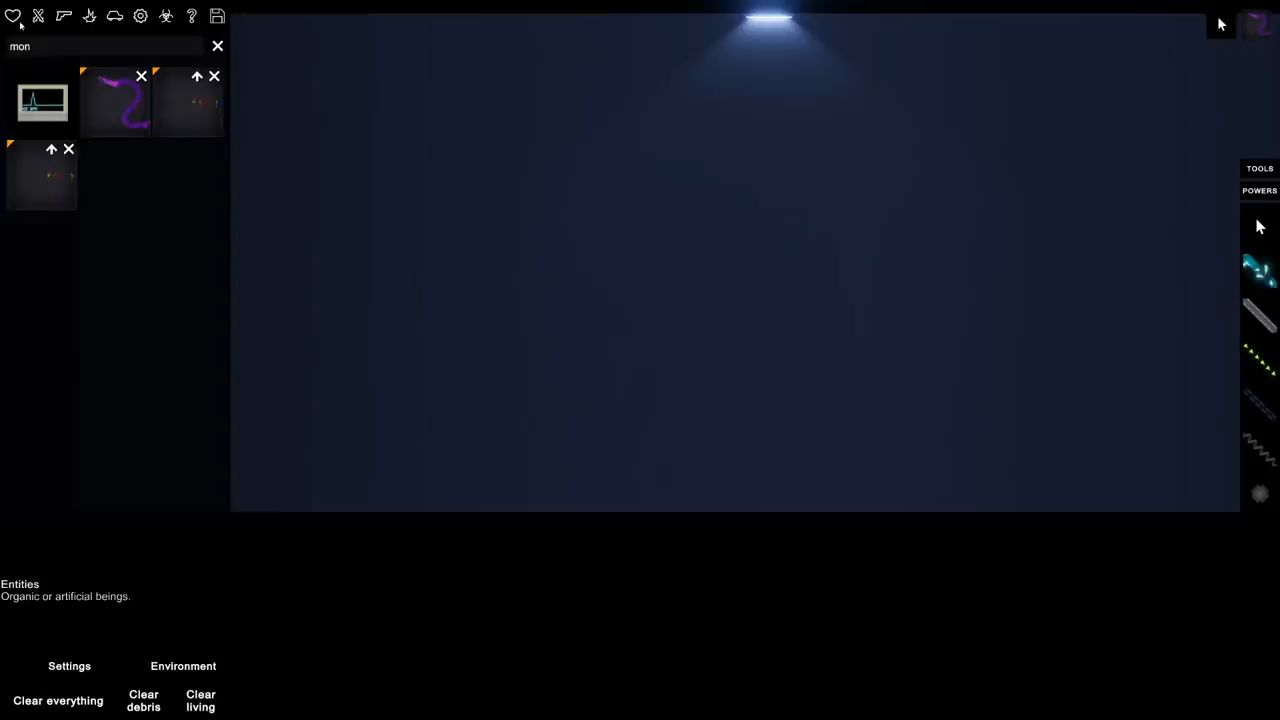 mon
TOOLS
POWERS
Entities
Organic or artificial beings.
Settings
Environment
Clear everything
Clear debris
Clear living